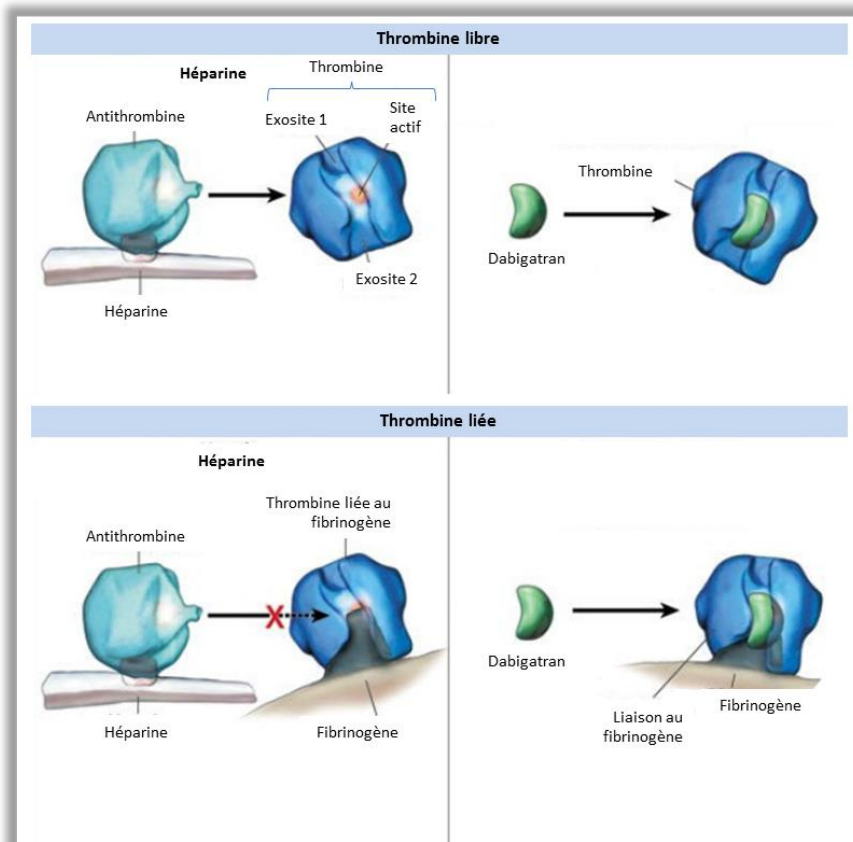 Thrombine libre
Héparine
Thrombine
Antithrombine
Exosite 1
Site
actif
Exosite 2
Héparine
Thrombine
Dabigatran
Thrombine liée
Héparine
Thrombine liée au
fibrinogène
Antithrombine
Héparine
Fibrinogène
Dabigatran
Liaison au
fibrinogène
Fibrinogène